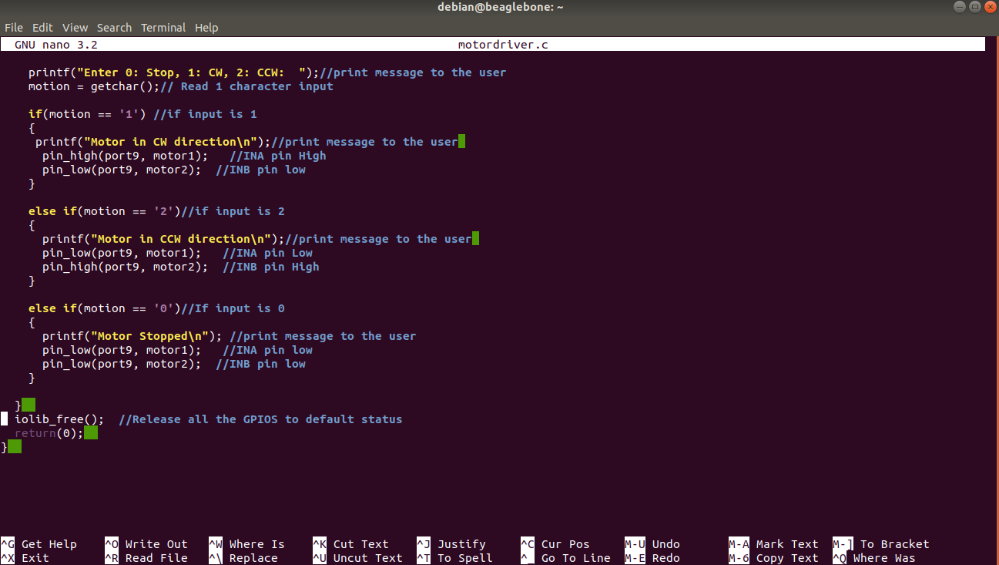 debian@beaglebone: ~
File Edit View Search Terminal Help
GNU nano 3.2 motordriver.c
printf("Enter 0: Stop, 1: CW, 2: CCW:  ");//print message to the user
motion = getchar();// Read 1 character input
if(motion == '1') //if input is 1
{
printf("Motor in CW direction\n");//print message to the user
pin_high(port9, motor1);   //INA pin High
pin_low(port9, motor2);  //INB pin low
}
else if(motion == '2')//if input is 2
{
printf("Motor in CCW direction\n");//print message to the user
pin_low(port9, motor1);   //INA pin Low
pin_high(port9, motor2);  //INB pin High
}
else if(motion == '0')//If input is 0
{
printf("Motor Stopped\n"); //print message to the user
pin_low(port9, motor1);   //INA pin low
pin_low(port9, motor2);  //INB pin low
}
}
iolib_free();  //Release all the GPIOS to default status
return(0);
}
^G Get Help ^O Write Out ^W Where Is ^K Cut Text ^J Justify ^C Cur Pos M-U Undo M-A Mark Text M-] To Bracket
^X Exit ^R Read File ^\ Replace ^U Uncut Text ^T To Spell ^_ Go To Line M-E Redo M-6 Copy Text ^Q Where Was